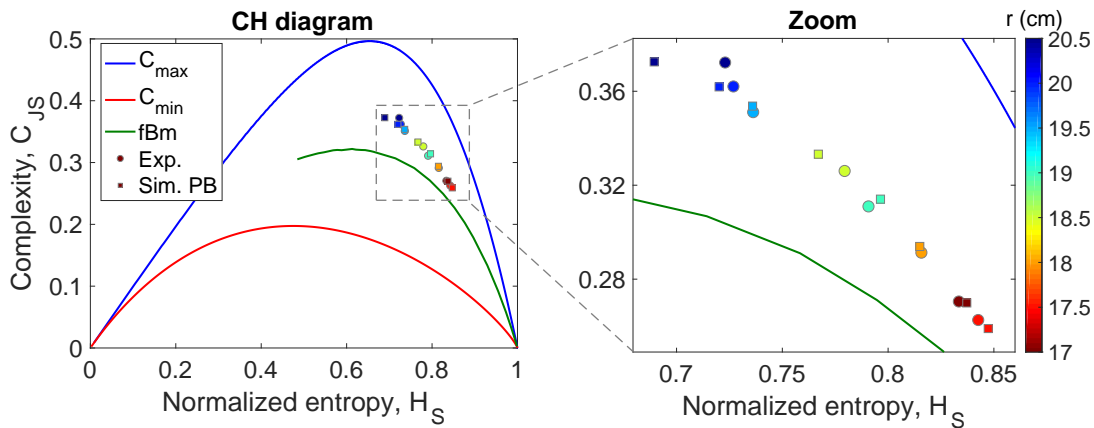 CH diagram
Zoom
r (cm)
Complexity, C_JS
0.5
0.4
0.3
0.2
0.1
0
C_max
C_min
fBm
Exp.
Sim. PB
0 0.2 0.4 0.6 0.8 1
Normalized entropy, H_S
0.36
0.32
0.28
0.7 0.75 0.8 0.85
Normalized entropy, H_S
20.5
20
19.5
19
18.5
18
17.5
17